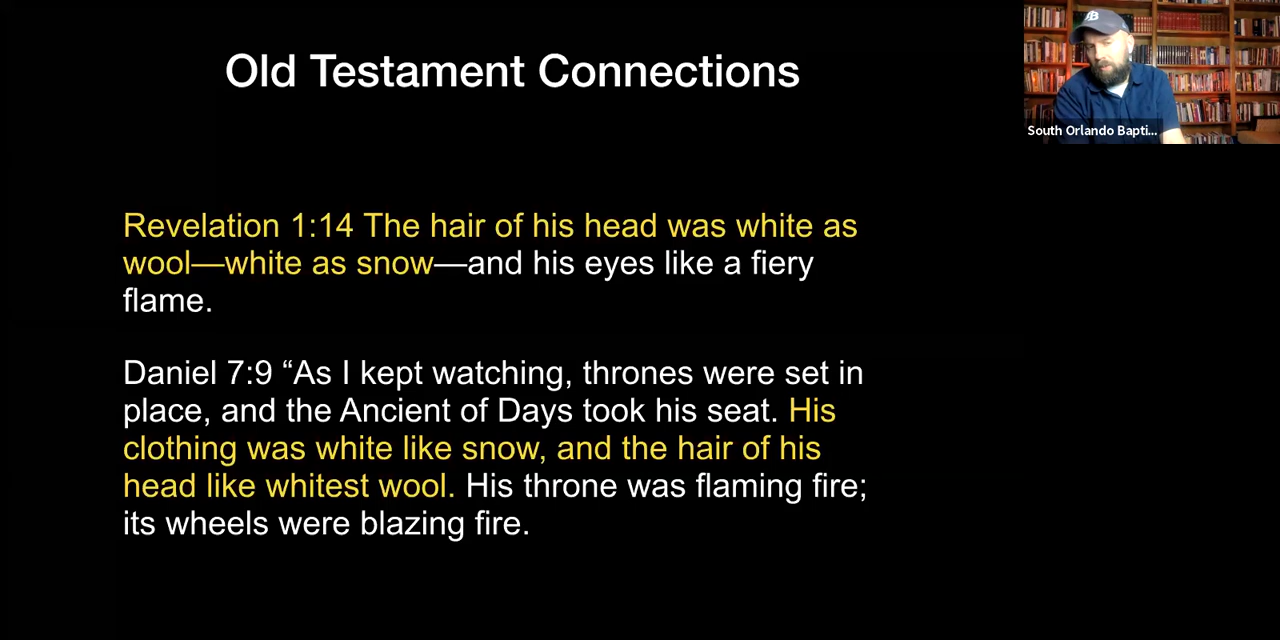 Old Testament Connections
South Orlando Bapti...
Revelation 1:14 The hair of his head was white as
wool—white as snow—and his eyes like a fiery
flame.
Daniel 7:9 “As I kept watching, thrones were set in
place, and the Ancient of Days took his seat. His
clothing was white like snow, and the hair of his
head like whitest wool. His throne was flaming fire;
its wheels were blazing fire.